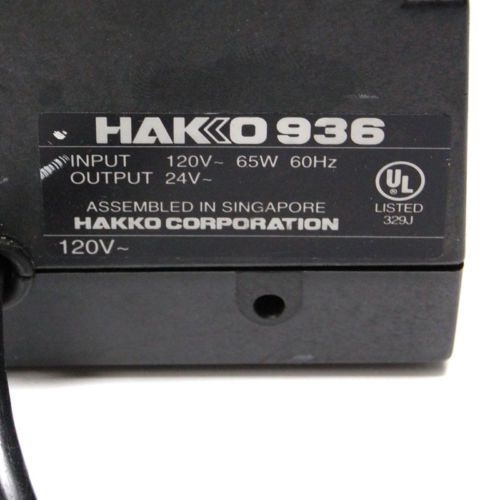 HAKKO 936
INPUT 120V~ 65W 60Hz
OUTPUT 24V~
UL
LISTED
329J
ASSEMBLED IN SINGAPORE
HAKKO CORPORATION
120V~